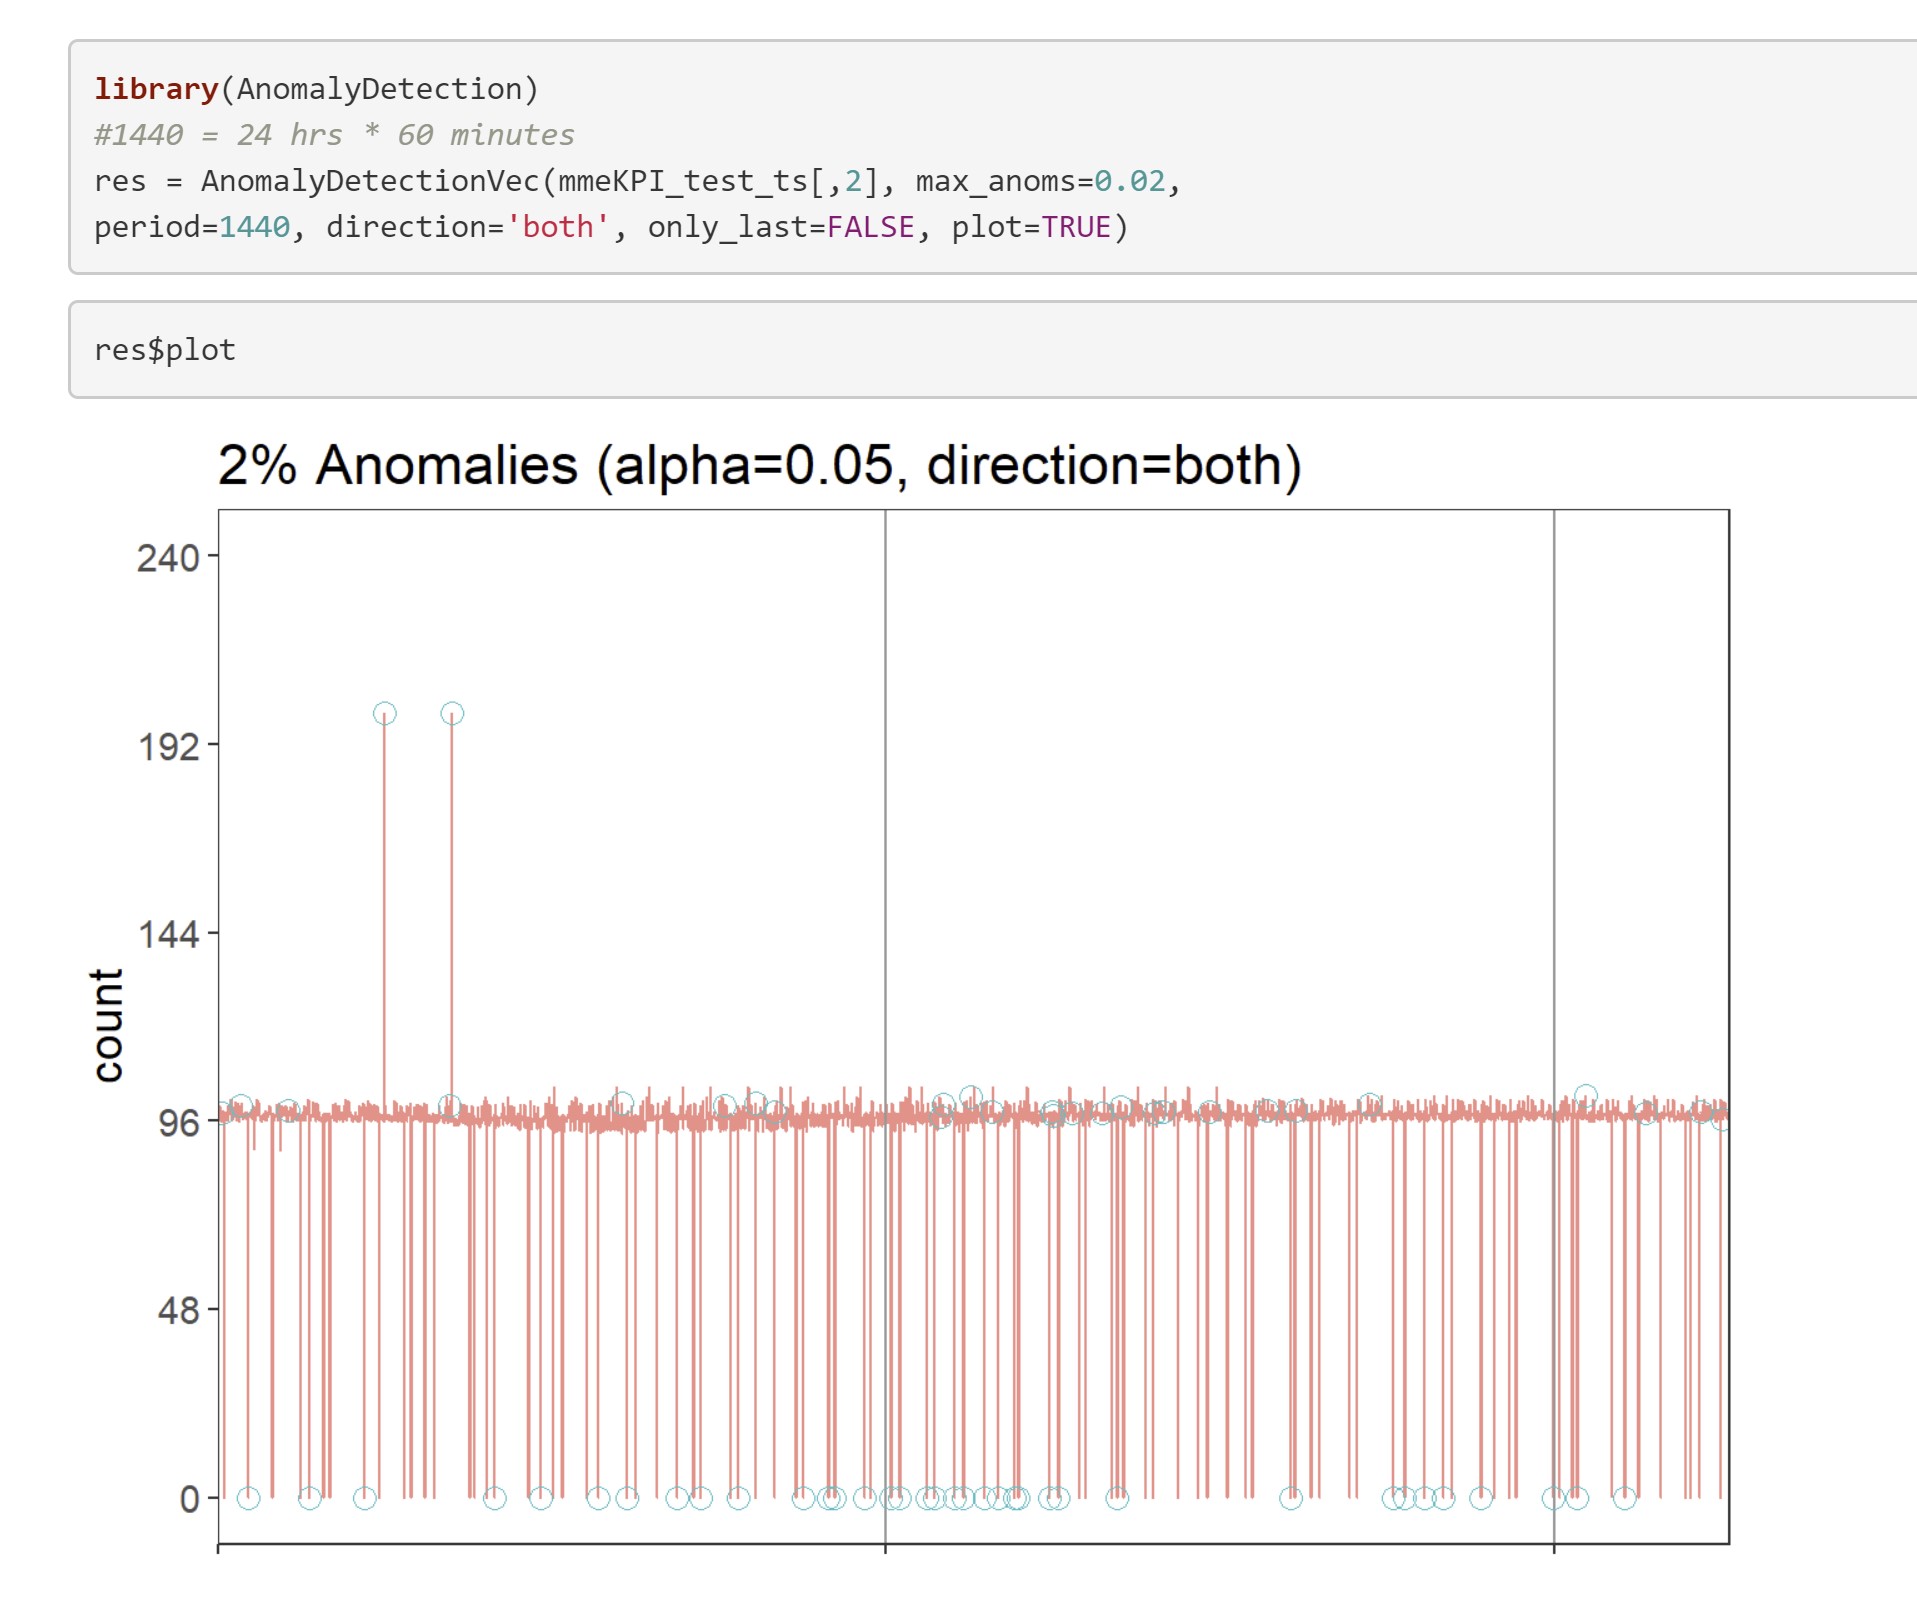 library(AnomalyDetection)
#1440 = 24 hrs * 60 minutes
res = AnomalyDetectionVec(mmeKPI_test_ts[,2], max_anoms=0.02,
period=1440, direction='both', only_last=FALSE, plot=TRUE)
res$plot
2% Anomalies (alpha=0.05, direction=both)
240
192
144
96
48
0
count